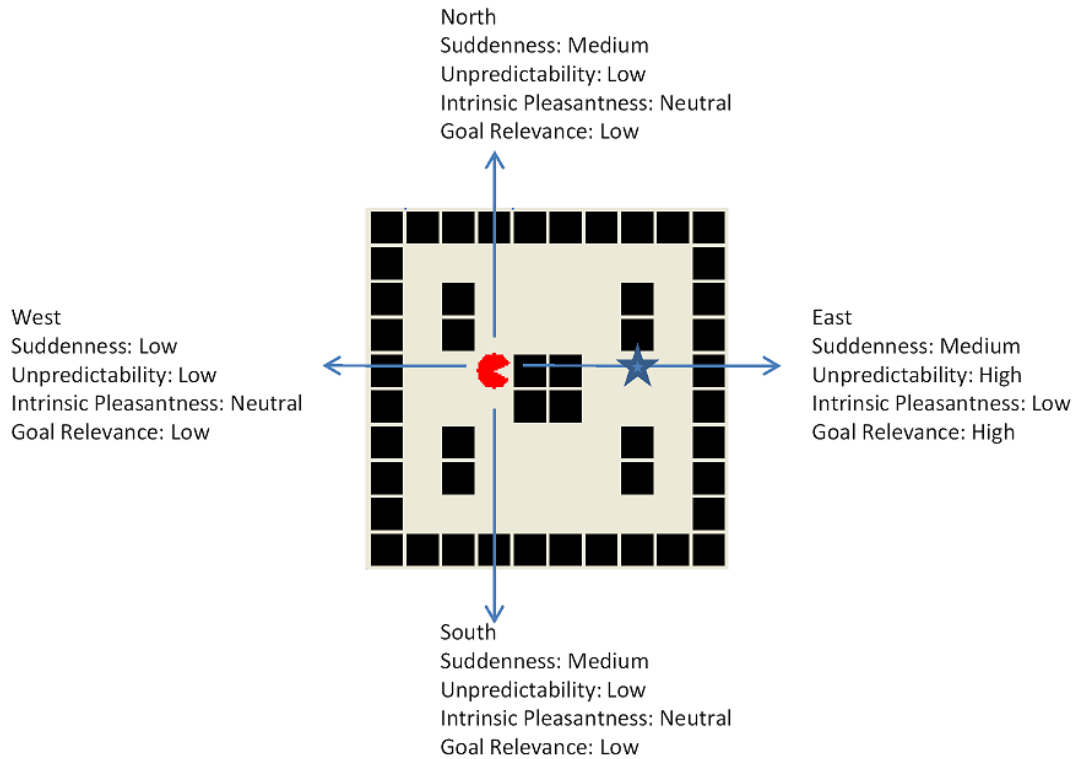 North
Suddenness: Medium
Unpredictability: Low
Intrinsic Pleasantness: Neutral
Goal Relevance: Low
West
Suddenness: Low
Unpredictability: Low
Intrinsic Pleasantness: Neutral
Goal Relevance: Low
East
Suddenness: Medium
Unpredictability: High
Intrinsic Pleasantness: Low
Goal Relevance: High
South
Suddenness: Medium
Unpredictability: Low
Intrinsic Pleasantness: Neutral
Goal Relevance: Low